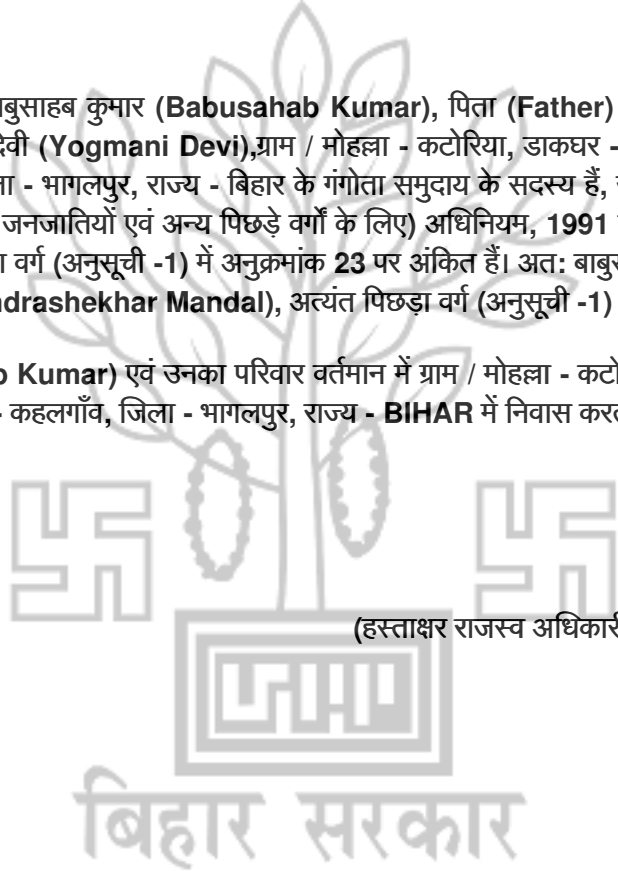 बुसाहब कुमार (Babusahab Kumar), पिता (Father)
देवी (Yogmani Devi),ग्राम / मोहल्ला - कटोरिया, डाकघर -
ला - भागलपुर, राज्य - बिहार के गंगोता समुदाय के सदस्य हैं,
जनजातियों एवं अन्य पिछड़े वर्गों के लिए) अधिनियम, 1991
वर्ग (अनुसूची -1) में अनुक्रमांक 23 पर अंकित हैं। अत:
ndrashekhar Mandal), अत्यंत पिछड़ा वर्ग (अनुसूची -1)
Kumar) एवं उनका परिवार वर्तमान में ग्राम / मोहल्ला -
- कहलगाँव, जिला - भागलपुर, राज्य - BIHAR में निवास
(हस्ताक्षर राजस्व अधिकारी
बिहार सरकार